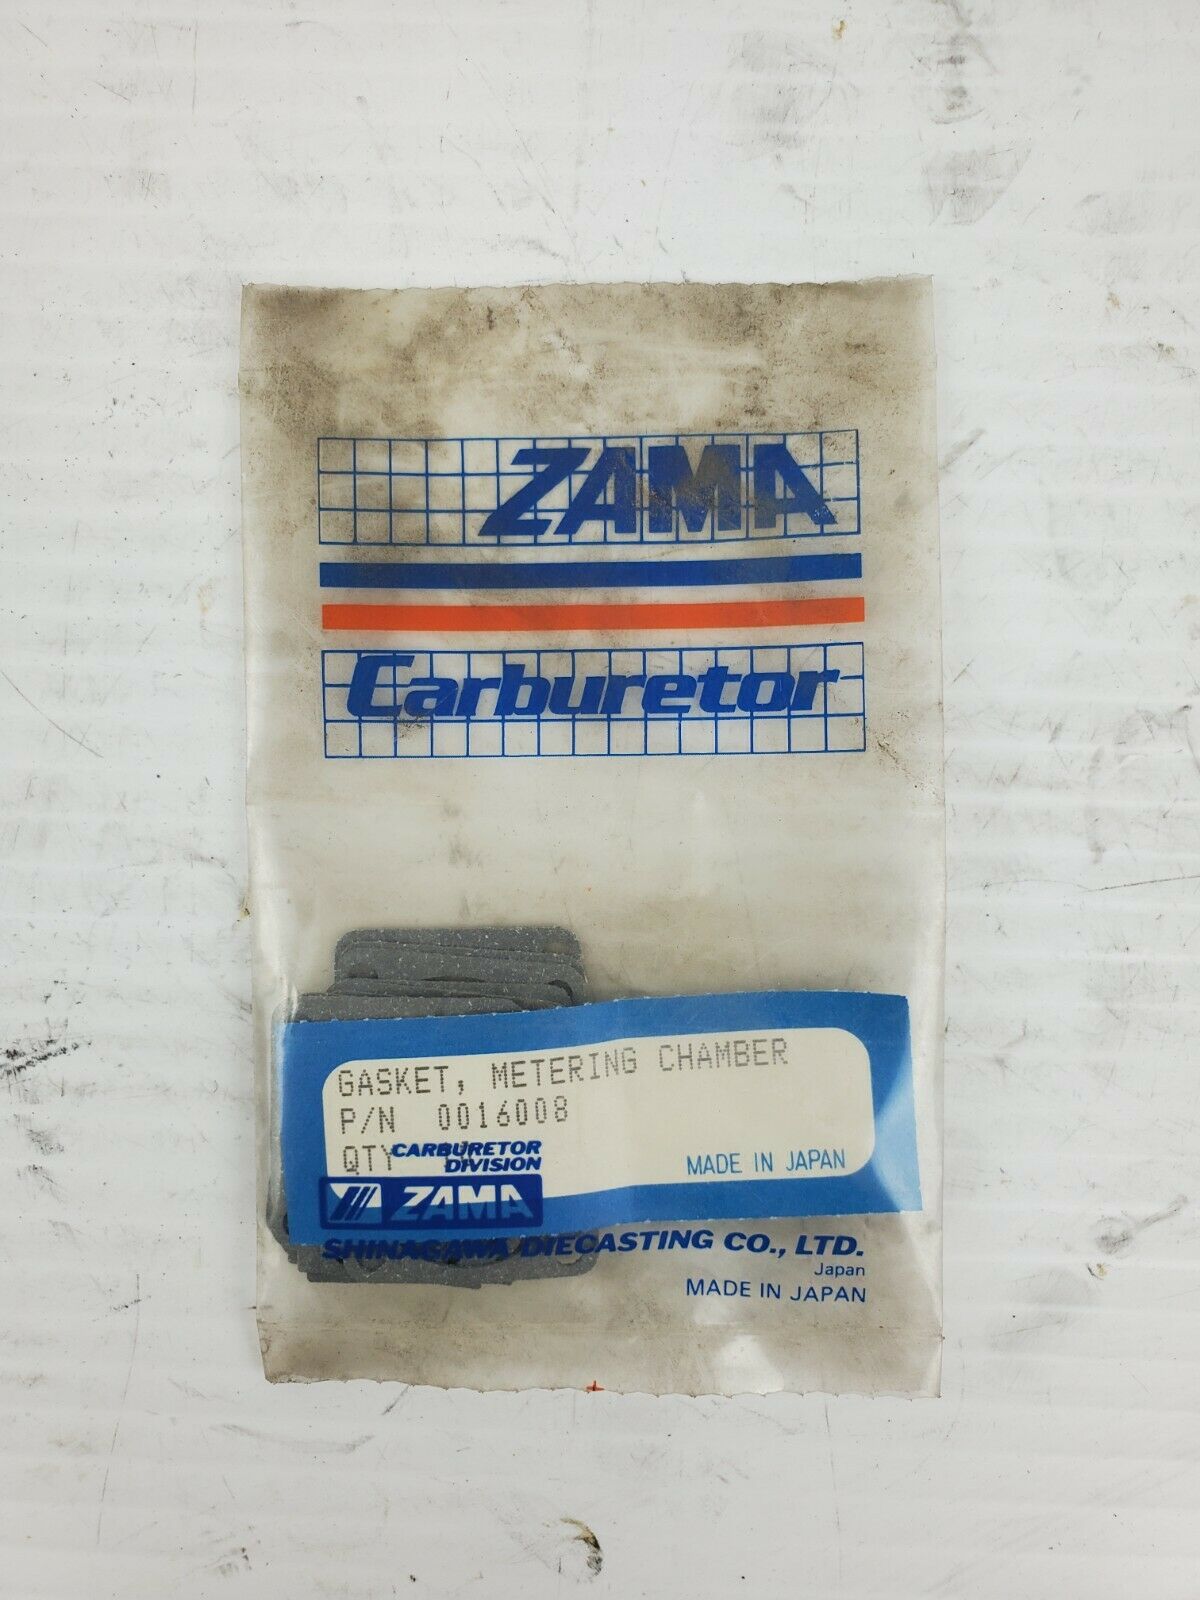 ZAMA
Carburetor
GASKET, METERING CHAMBER
P/N 0016008
QTY
CARBURETOR
DIVISION
MADE IN JAPAN
ZAMA
SHINAGAWA DIECASTING CO., LTD.
Japan
MADE IN JAPAN